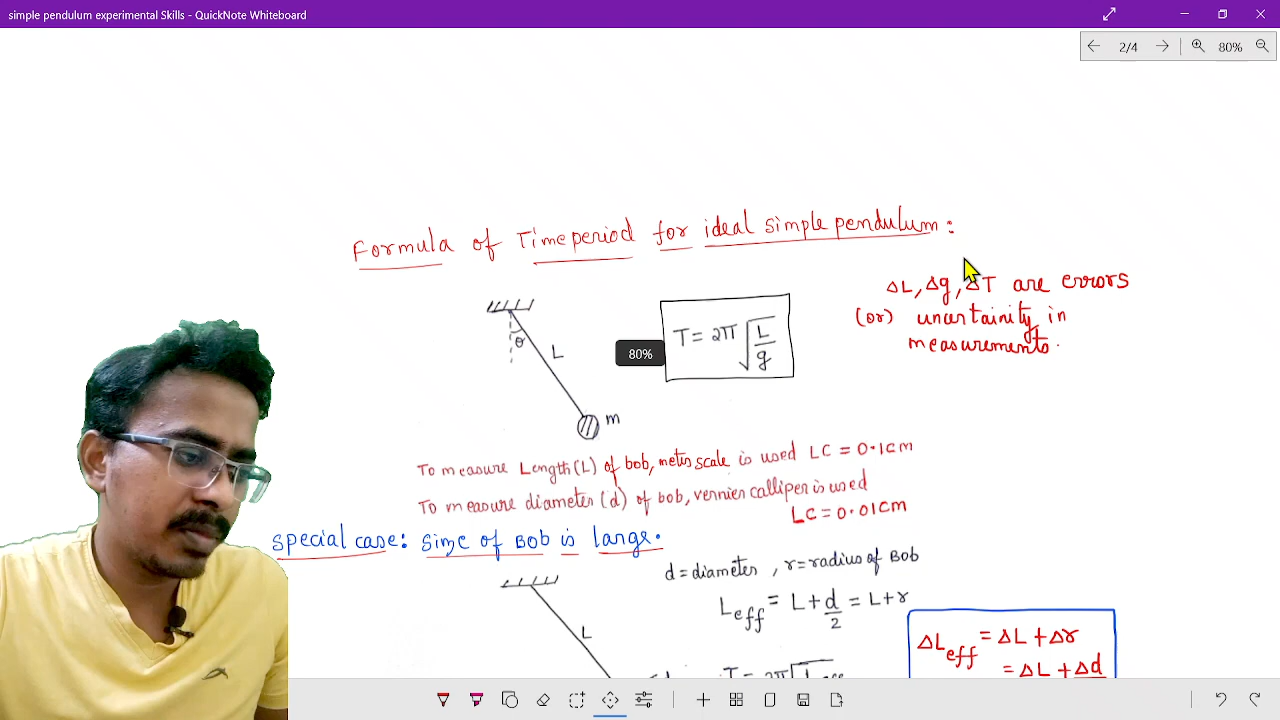 simple pendulum experimental Skills - QuickNote Whiteboard
2/4
80%
Formula of Time period for ideal simple pendulum:
ΔL, Δg, ΔT are errors
(or) uncertainity in
measurements.
θ
L
m
80%
T = 2π √(L/g)
To measure Length (L) of bob, meter scale is used LC = 0.1cm
To measure diameter (d) of bob, vernier calliper is used
LC = 0.01cm
special case: Size of Bob is large.
d = diameter , r = radius of Bob
L
Leff = L + d/2 = L + r
ΔLeff = ΔL + Δr
= ΔL + Δd